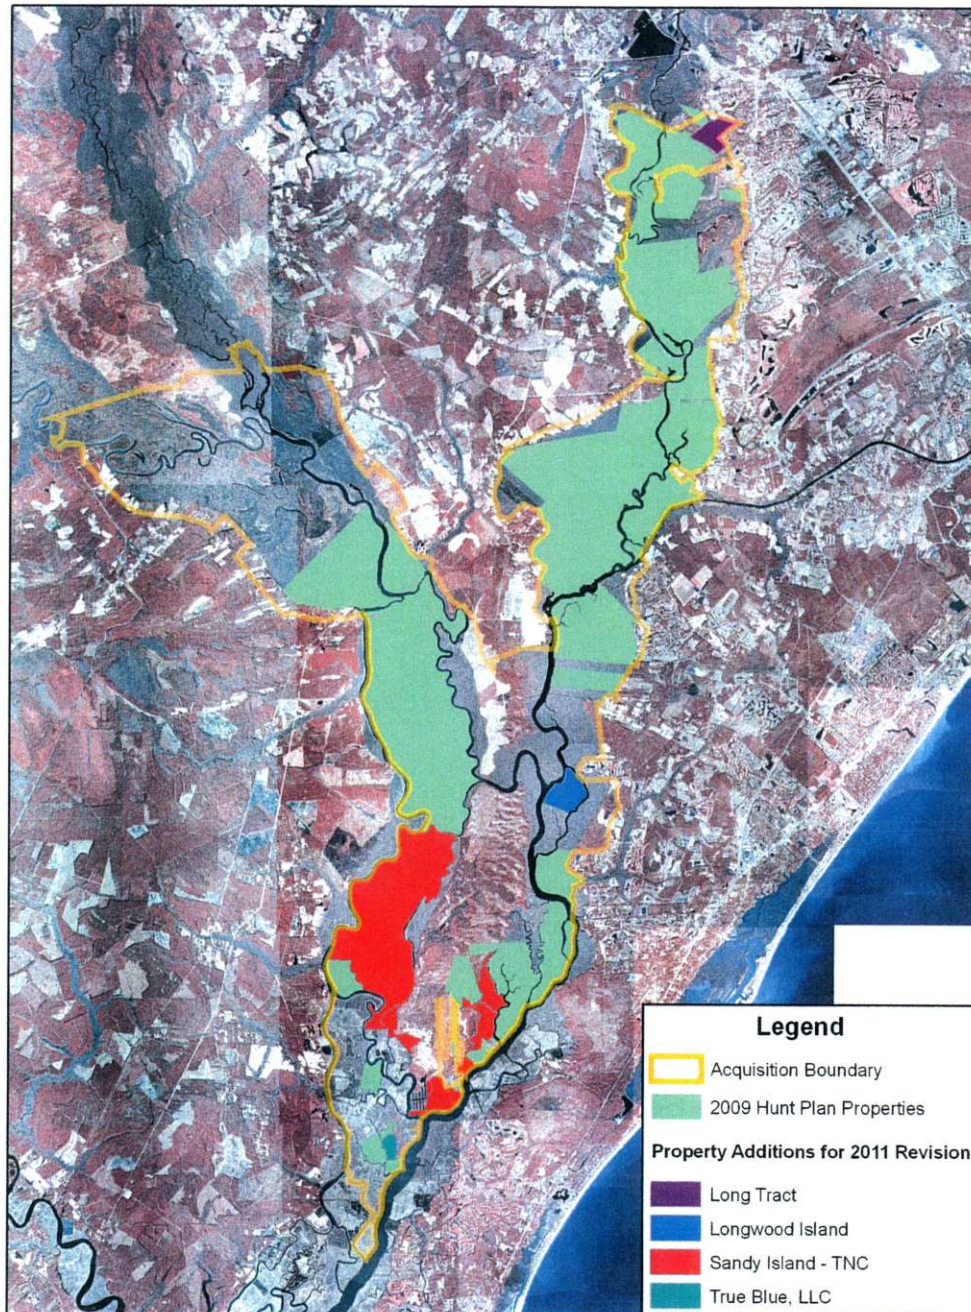 Legend
Acquisition Boundary
2009 Hunt Plan Properties
Property Additions for 2011 Revision
Long Tract
Longwood Island
Sandy Island - TNC
True Blue, LLC